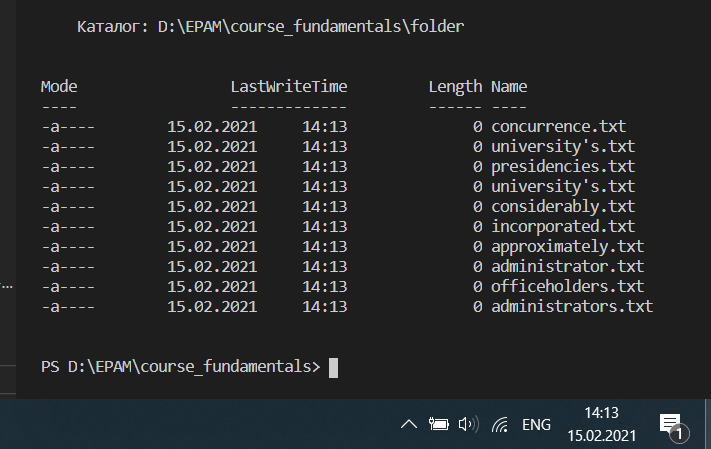 Каталог: D:\EPAM\course_fundamentals\folder
Mode LastWriteTime Length Name
---- ------------- ------ ----
-a---- 15.02.2021 14:13 0 concurrence.txt
-a---- 15.02.2021 14:13 0 university's.txt
-a---- 15.02.2021 14:13 0 presidencies.txt
-a---- 15.02.2021 14:13 0 university's.txt
-a---- 15.02.2021 14:13 0 considerably.txt
-a---- 15.02.2021 14:13 0 incorporated.txt
-a---- 15.02.2021 14:13 0 approximately.txt
-a---- 15.02.2021 14:13 0 administrator.txt
...
-a---- 15.02.2021 14:13 0 officeholders.txt
-a---- 15.02.2021 14:13 0 administrators.txt
PS D:\EPAM\course_fundamentals>
ENG
14:13
15.02.2021
1